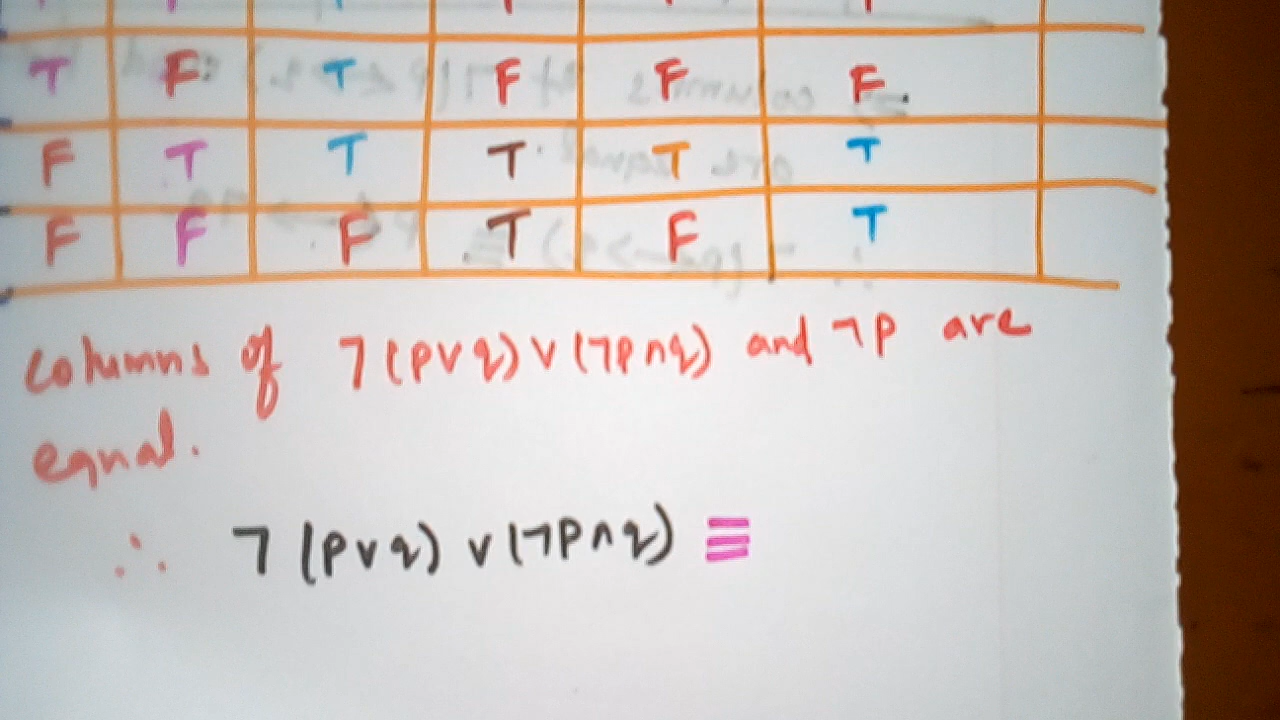 T F T F F F
F T T T T T
F F F T F T
columns of ¬(p∨q)∨(¬p∧q) and ¬p are
equal.
∴ ¬(p∨q)∨(¬p∧q) ≡